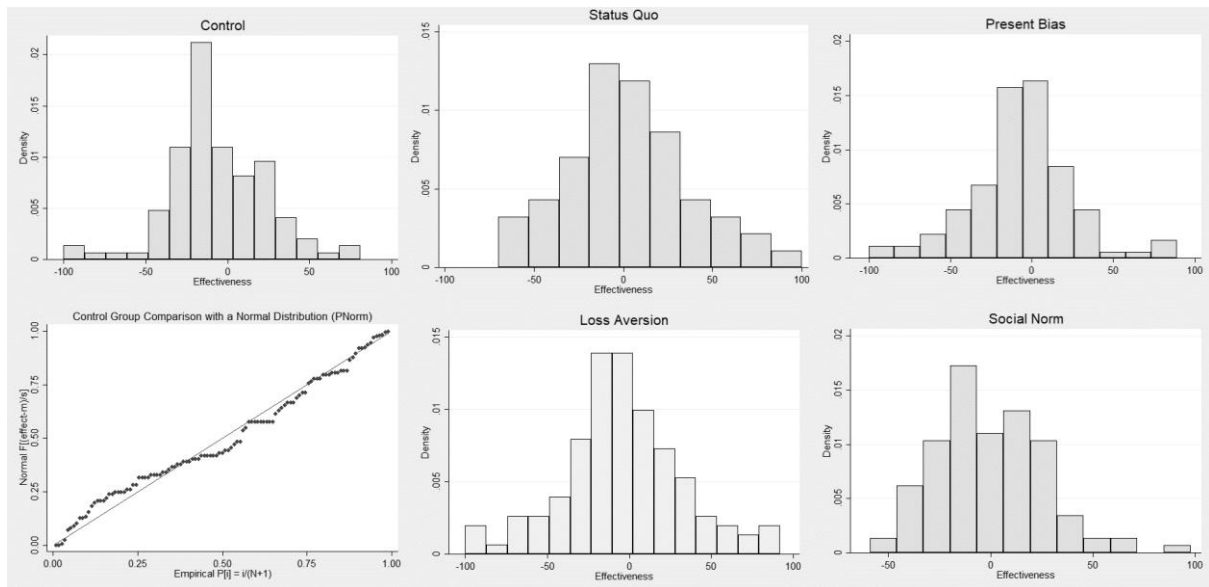 Control
.02
.015
.01
.005
0
Density
-100 -50 0 50 100
Effectiveness
Status Quo
.015
.01
.005
0
Density
-100 -50 0 50 100
Effectiveness
Present Bias
.02
.015
.01
.005
0
Density
-100 -50 0 50 100
Effectiveness
Control Group Comparison with a Normal Distribution (PNorm)
1.00
0.75
0.50
0.25
0.00
Normal F[(effect-m)/s]
0.00 0.25 0.50 0.75 1.00
Empirical P[i] = i/(N+1)
Loss Aversion
.015
.01
.005
0
Density
-100 -50 0 50 100
Effectiveness
Social Norm
.02
.015
.01
.005
0
Density
-50 0 50 100
Effectiveness